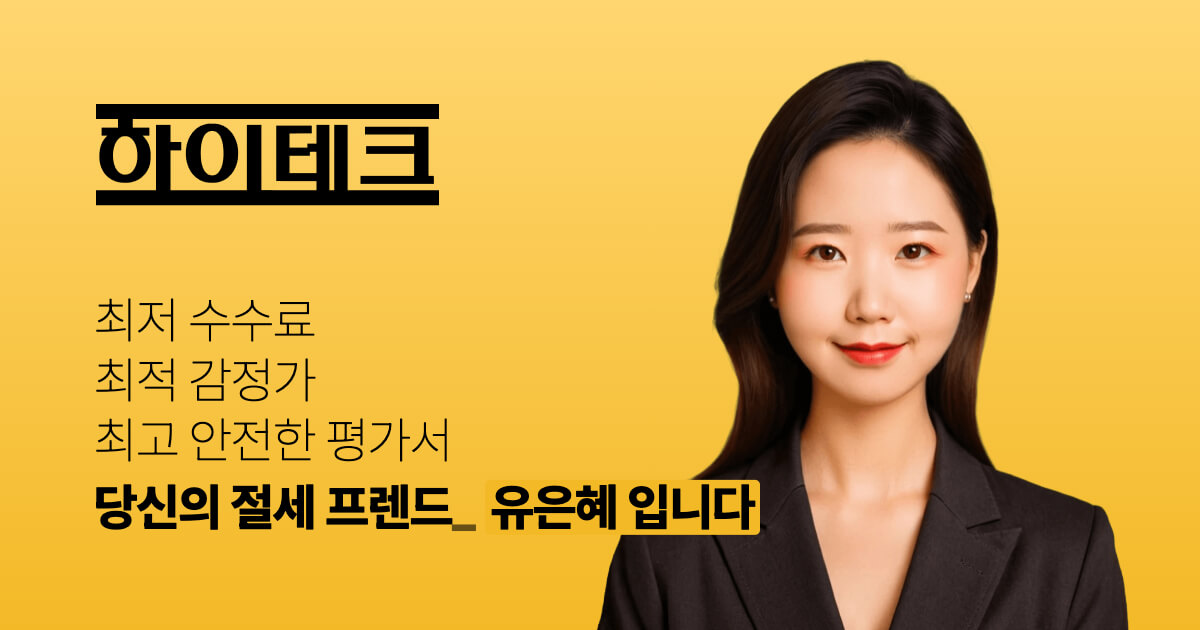 하이테크
최저 수수료
최적 감정가
최고 안전한 평가서
당신의 절세 프렌드_ 유은혜 입니다